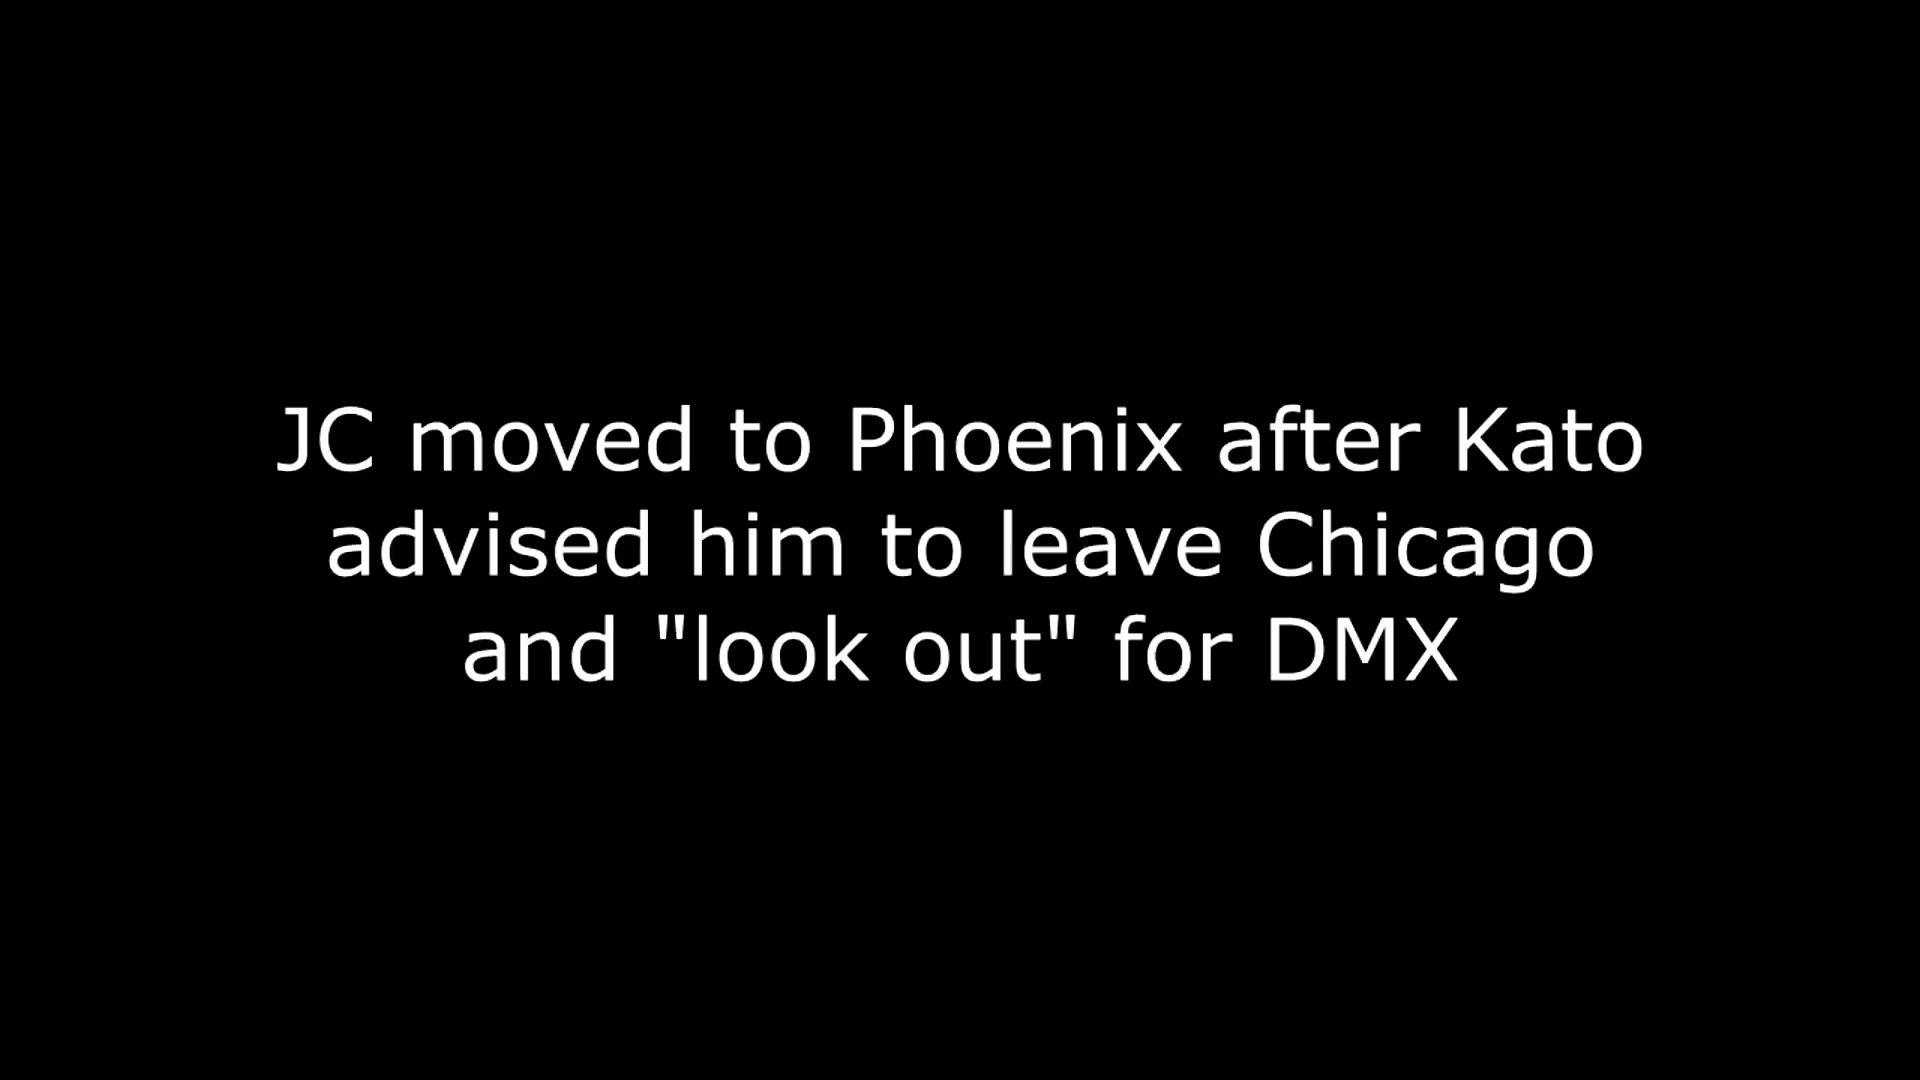 JC moved to Phoenix after Kato
advised him to leave Chicago
and "look out" for DMX